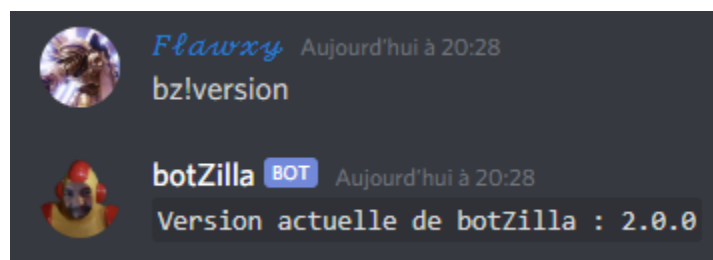 Flawxy Aujourd'hui à 20:28
bz!version
botZilla BOT Aujourd'hui à 20:28
Version actuelle de botZilla : 2.0.0